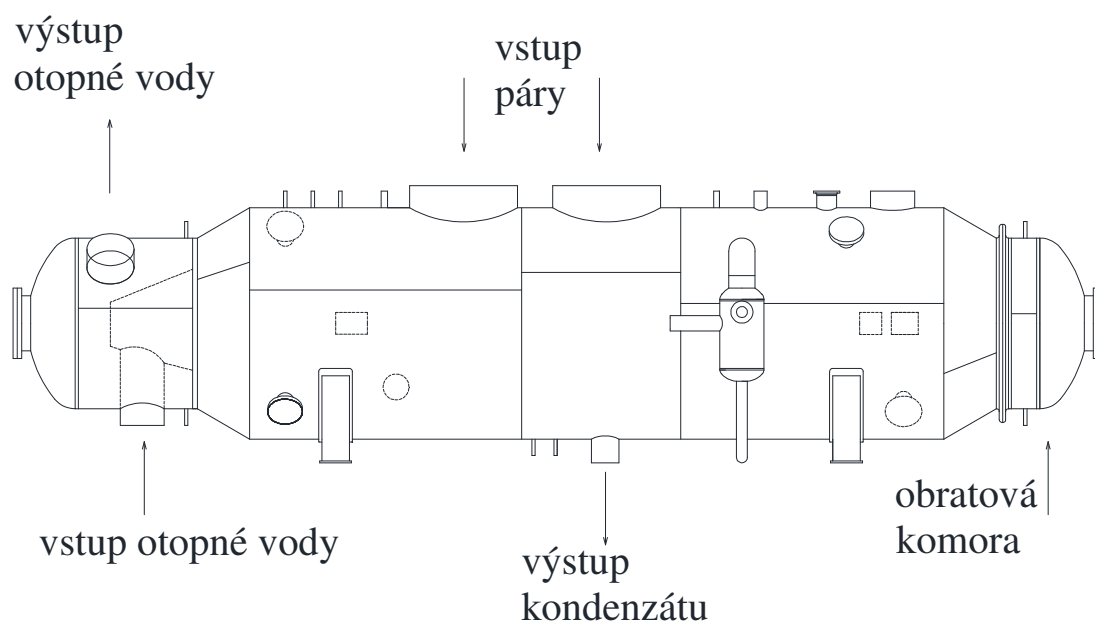 výstup
otopné vody
vstup
páry
vstup otopné vody
výstup
kondenzátu
obratová
komora